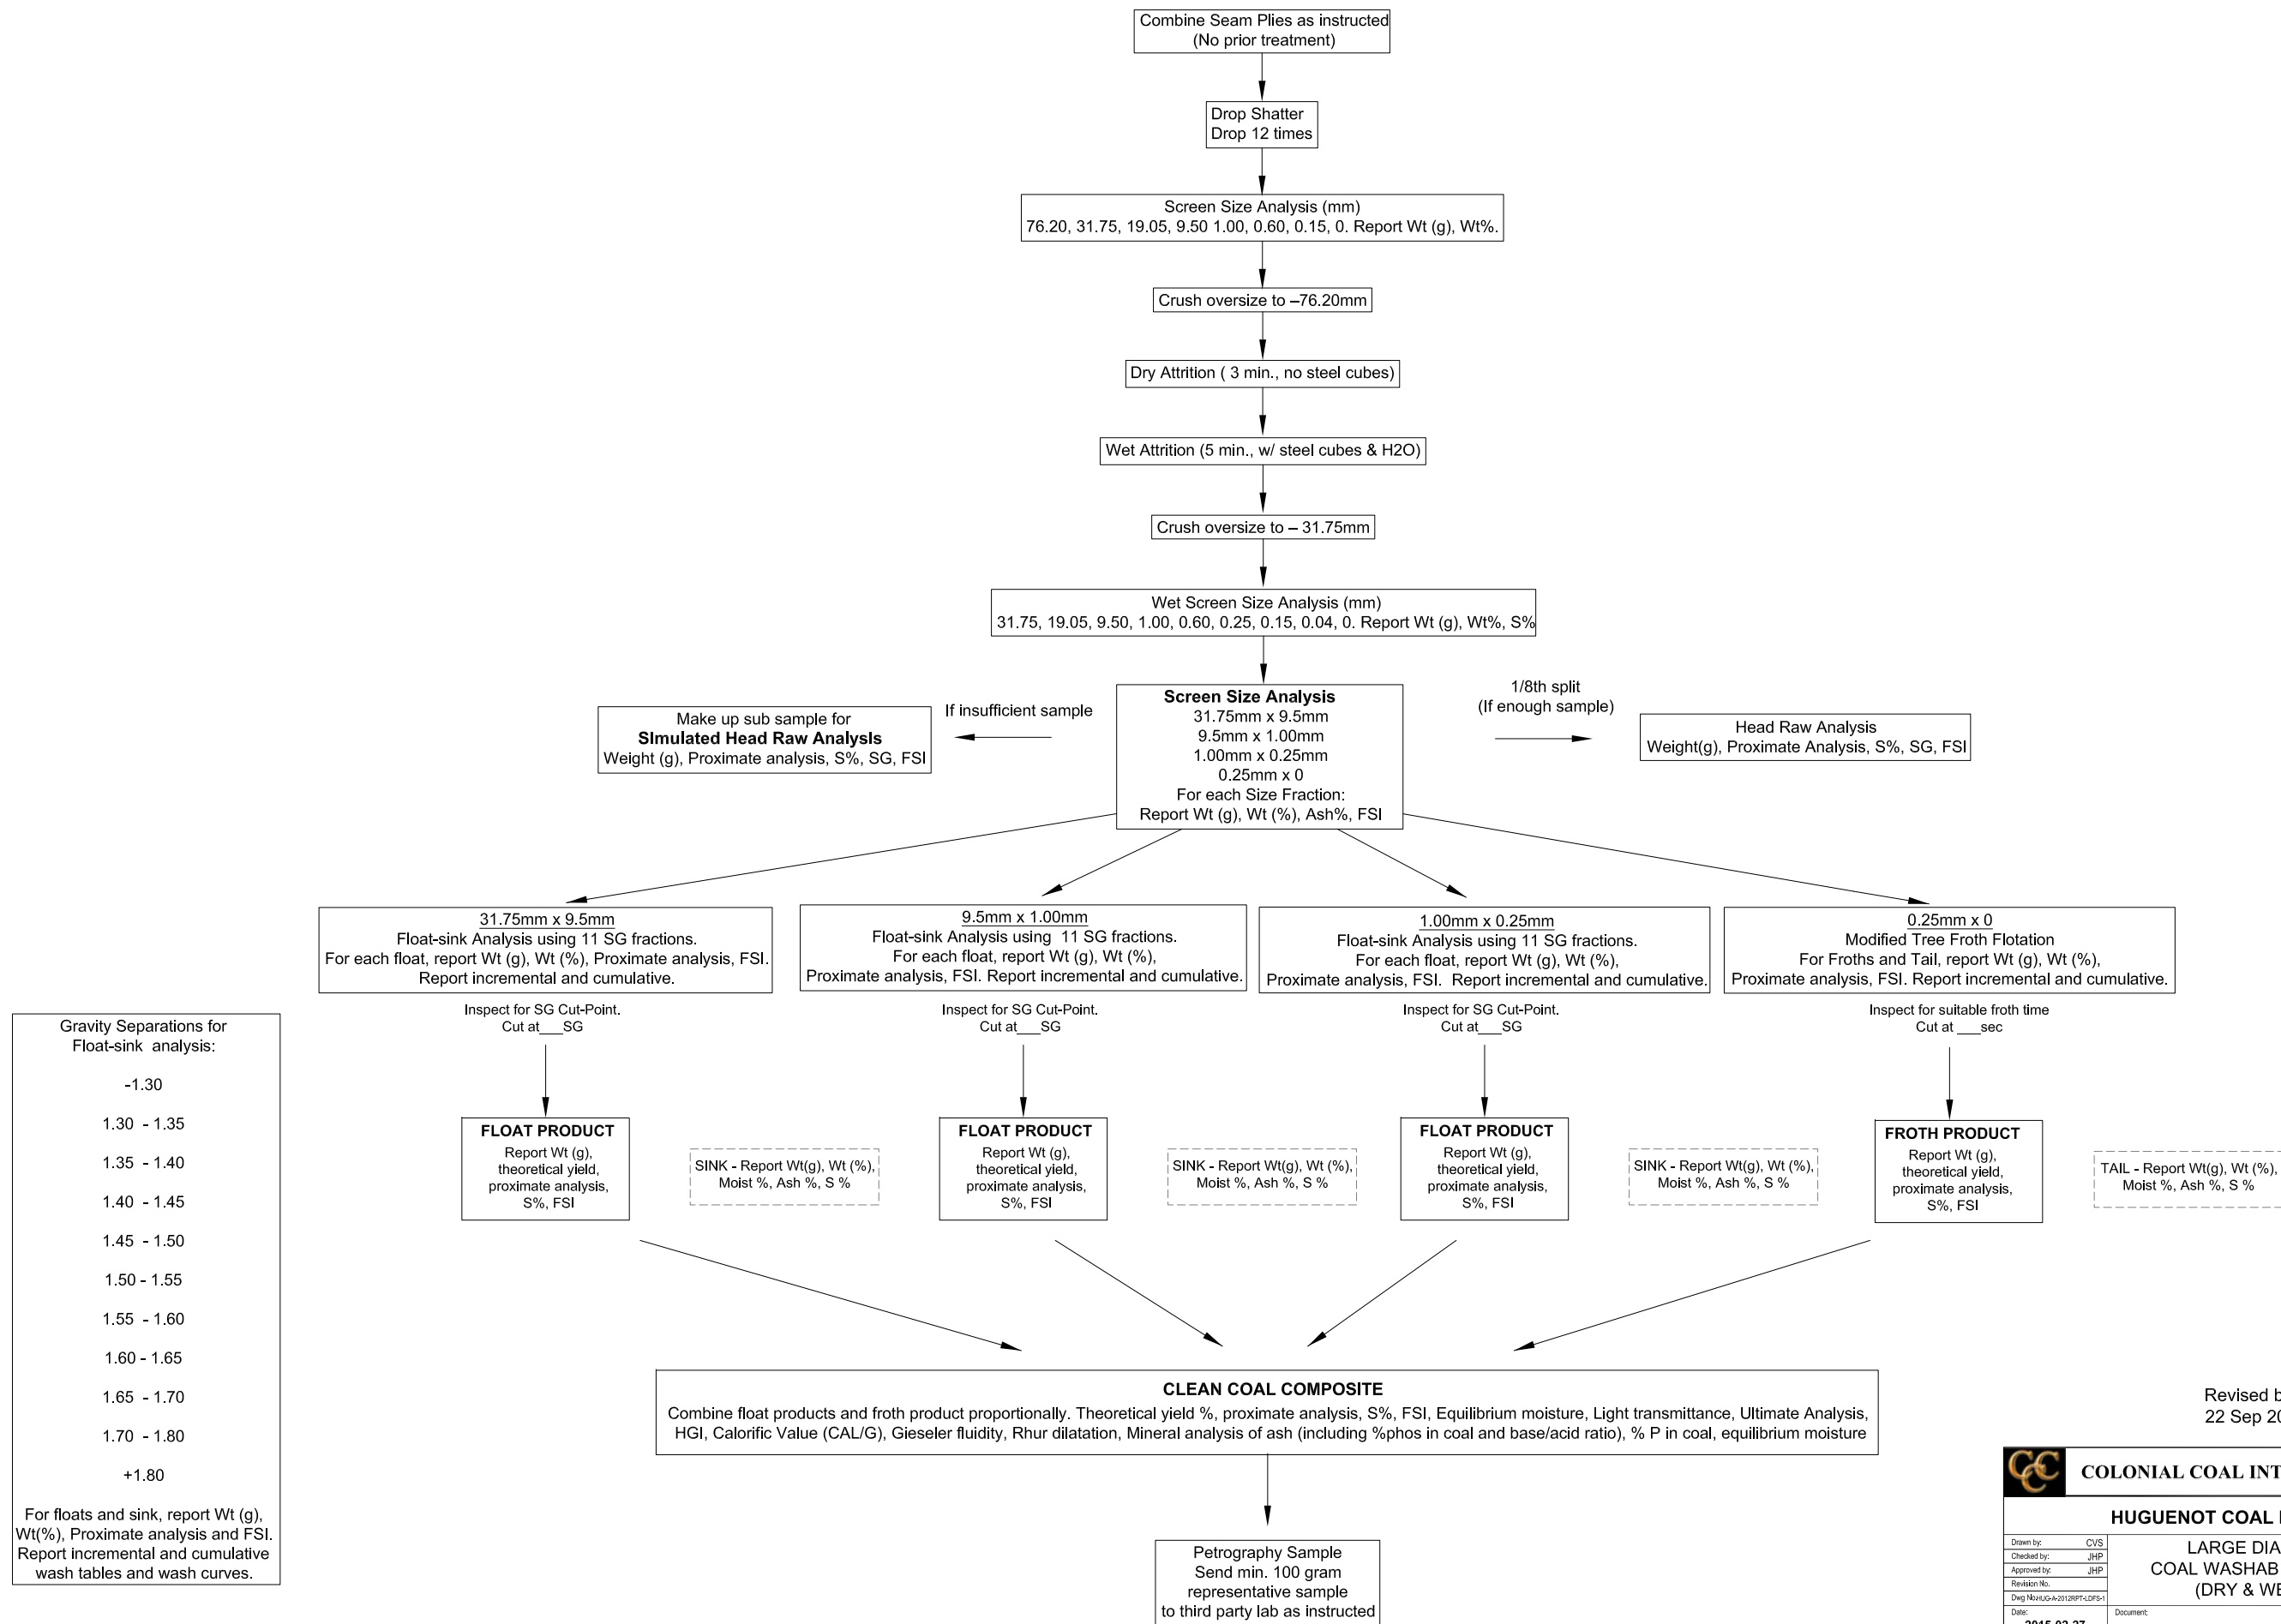 Combine Seam Plies as instructed
(No prior treatment)
Drop Shatter
Drop 12 times
Screen Size Analysis (mm)
76.20, 31.75, 19.05, 9.50 1.00, 0.60, 0.15, 0. Report Wt (g), Wt%.
Crush oversize to –76.20mm
Dry Attrition ( 3 min., no steel cubes)
Wet Attrition (5 min., w/ steel cubes & H2O)
Crush oversize to – 31.75mm
Wet Screen Size Analysis (mm)
31.75, 19.05, 9.50, 1.00, 0.60, 0.25, 0.15, 0.04, 0. Report Wt (g), Wt%, S%
Make up sub sample for
SImulated Head Raw AnalysIs
Weight (g), Proximate analysis, S%, SG, FSI
If insufficient sample
Screen Size Analysis
31.75mm x 9.5mm
9.5mm x 1.00mm
1.00mm x 0.25mm
0.25mm x 0
For each Size Fraction:
Report Wt (g), Wt (%), Ash%, FSI
1/8th split
(If enough sample)
Head Raw Analysis
Weight(g), Proximate Analysis, S%, SG, FSI
31.75mm x 9.5mm
Float-sink Analysis using 11 SG fractions.
For each float, report Wt (g), Wt (%), Proximate analysis, FSI.
Report incremental and cumulative.
9.5mm x 1.00mm
Float-sink Analysis using 11 SG fractions.
For each float, report Wt (g), Wt (%),
Proximate analysis, FSI. Report incremental and cumulative.
1.00mm x 0.25mm
Float-sink Analysis using 11 SG fractions.
For each float, report Wt (g), Wt (%),
Proximate analysis, FSI. Report incremental and cumulative.
0.25mm x 0
Modified Tree Froth Flotation
For Froths and Tail, report Wt (g), Wt (%),
Proximate analysis, FSI. Report incremental and cumulative.
Inspect for SG Cut-Point.
Cut at___SG
Inspect for SG Cut-Point.
Cut at___SG
Inspect for SG Cut-Point.
Cut at___SG
Inspect for suitable froth time
Cut at ___sec
Gravity Separations for
Float-sink analysis:
-1.30
1.30 - 1.35
1.35 - 1.40
1.40 - 1.45
1.45 - 1.50
1.50 - 1.55
1.55 - 1.60
1.60 - 1.65
1.65 - 1.70
1.70 - 1.80
+1.80
For floats and sink, report Wt (g),
Wt(%), Proximate analysis and FSI.
Report incremental and cumulative
wash tables and wash curves.
FLOAT PRODUCT
Report Wt (g),
theoretical yield,
proximate analysis,
S%, FSI
SINK - Report Wt(g), Wt (%),
Moist %, Ash %, S %
FLOAT PRODUCT
Report Wt (g),
theoretical yield,
proximate analysis,
S%, FSI
SINK - Report Wt(g), Wt (%),
Moist %, Ash %, S %
FLOAT PRODUCT
Report Wt (g),
theoretical yield,
proximate analysis,
S%, FSI
SINK - Report Wt(g), Wt (%),
Moist %, Ash %, S %
FROTH PRODUCT
Report Wt (g),
theoretical yield,
proximate analysis,
S%, FSI
TAIL - Report Wt(g), Wt (%),
Moist %, Ash %, S %
CLEAN COAL COMPOSITE
Combine float products and froth product proportionally. Theoretical yield %, proximate analysis, S%, FSI, Equilibrium moisture, Light transmittance, Ultimate Analysis,
HGI, Calorific Value (CAL/G), Gieseler fluidity, Rhur dilatation, Mineral analysis of ash (including %phos in coal and base/acid ratio), % P in coal, equilibrium moisture
Petrography Sample
Send min. 100 gram
representative sample
to third party lab as instructed
Revised
22 Sep
CCC
COLONIAL COAL
HUGUENOT COAL
Drawn by: CVS
Checked by: JHP
Approved by: JHP
Revision No.
Dwg No:HUG-A-2012RPT-LDFS-1
Date:
2015-02-27
LARGE
COAL
(DRY &
Document: